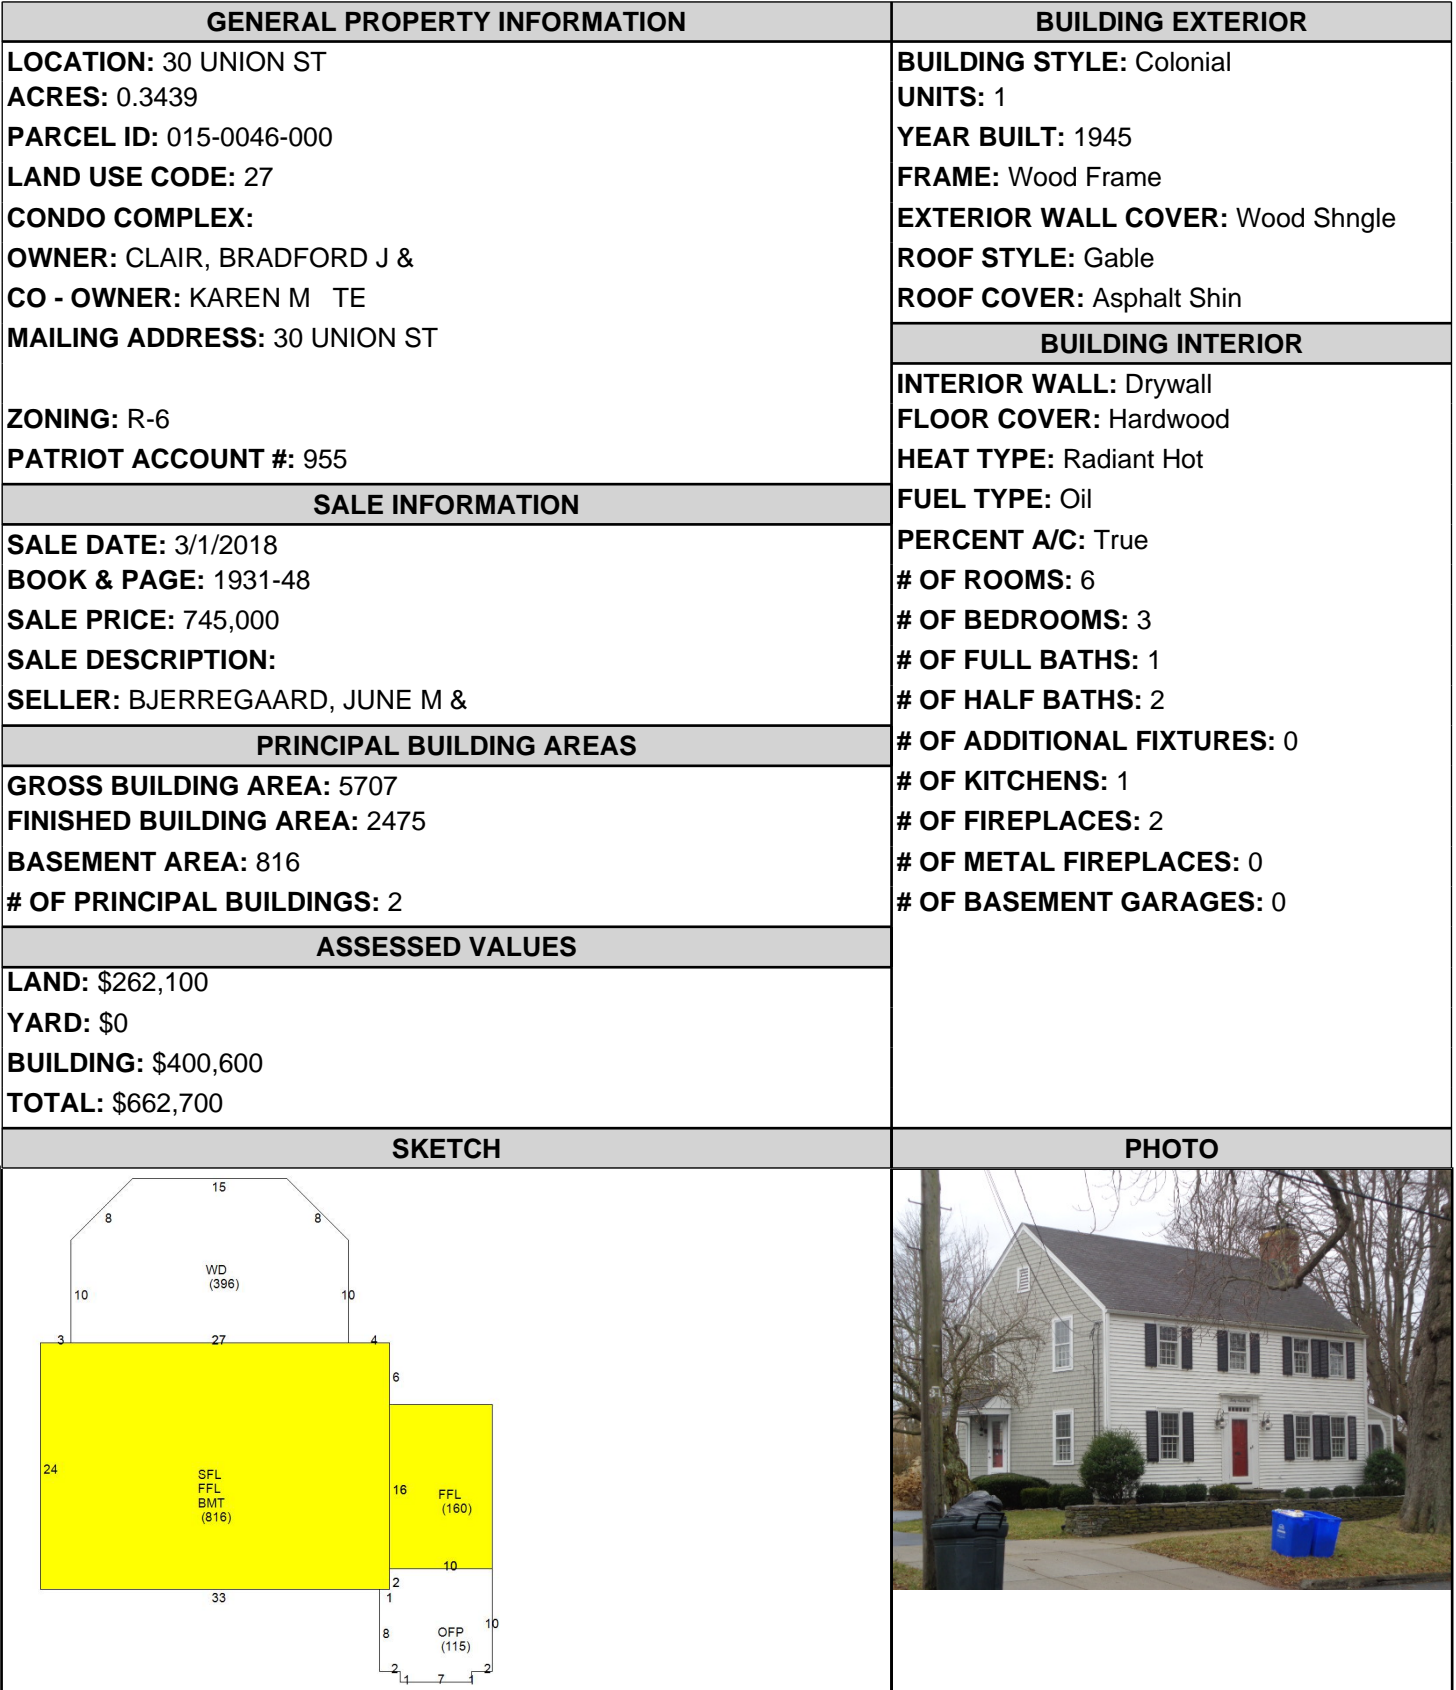 GENERAL PROPERTY INFORMATION
LOCATION: 30 UNION ST
ACRES: 0.3439
PARCEL ID: 015-0046-000
LAND USE CODE: 27
CONDO COMPLEX:
OWNER: CLAIR, BRADFORD J &
CO - OWNER: KAREN M TE
MAILING ADDRESS: 30 UNION ST
ZONING: R-6
PATRIOT ACCOUNT #: 955
SALE INFORMATION
SALE DATE: 3/1/2018
BOOK & PAGE: 1931-48
SALE PRICE: 745,000
SALE DESCRIPTION:
SELLER: BJERREGAARD, JUNE M &
PRINCIPAL BUILDING AREAS
GROSS BUILDING AREA: 5707
FINISHED BUILDING AREA: 2475
BASEMENT AREA: 816
# OF PRINCIPAL BUILDINGS: 2
ASSESSED VALUES
LAND: $262,100
YARD: $0
BUILDING: $400,600
TOTAL: $662,700
BUILDING EXTERIOR
BUILDING STYLE: Colonial
UNITS: 1
YEAR BUILT: 1945
FRAME: Wood Frame
EXTERIOR WALL COVER: Wood Shngle
ROOF STYLE: Gable
ROOF COVER: Asphalt Shin
BUILDING INTERIOR
INTERIOR WALL: Drywall
FLOOR COVER: Hardwood
HEAT TYPE: Radiant Hot
FUEL TYPE: Oil
PERCENT A/C: True
# OF ROOMS: 6
# OF BEDROOMS: 3
# OF FULL BATHS: 1
# OF HALF BATHS: 2
# OF ADDITIONAL FIXTURES: 0
# OF KITCHENS: 1
# OF FIREPLACES: 2
# OF METAL FIREPLACES: 0
# OF BASEMENT GARAGES: 0
SKETCH
15
8
8
WD
(396)
10
10
3
27
4
6
24
SFL
FFL
BMT
(816)
16
FFL
(160)
10
2
33
1
8
OFP
(115)
10
2
1
7
1
2
PHOTO